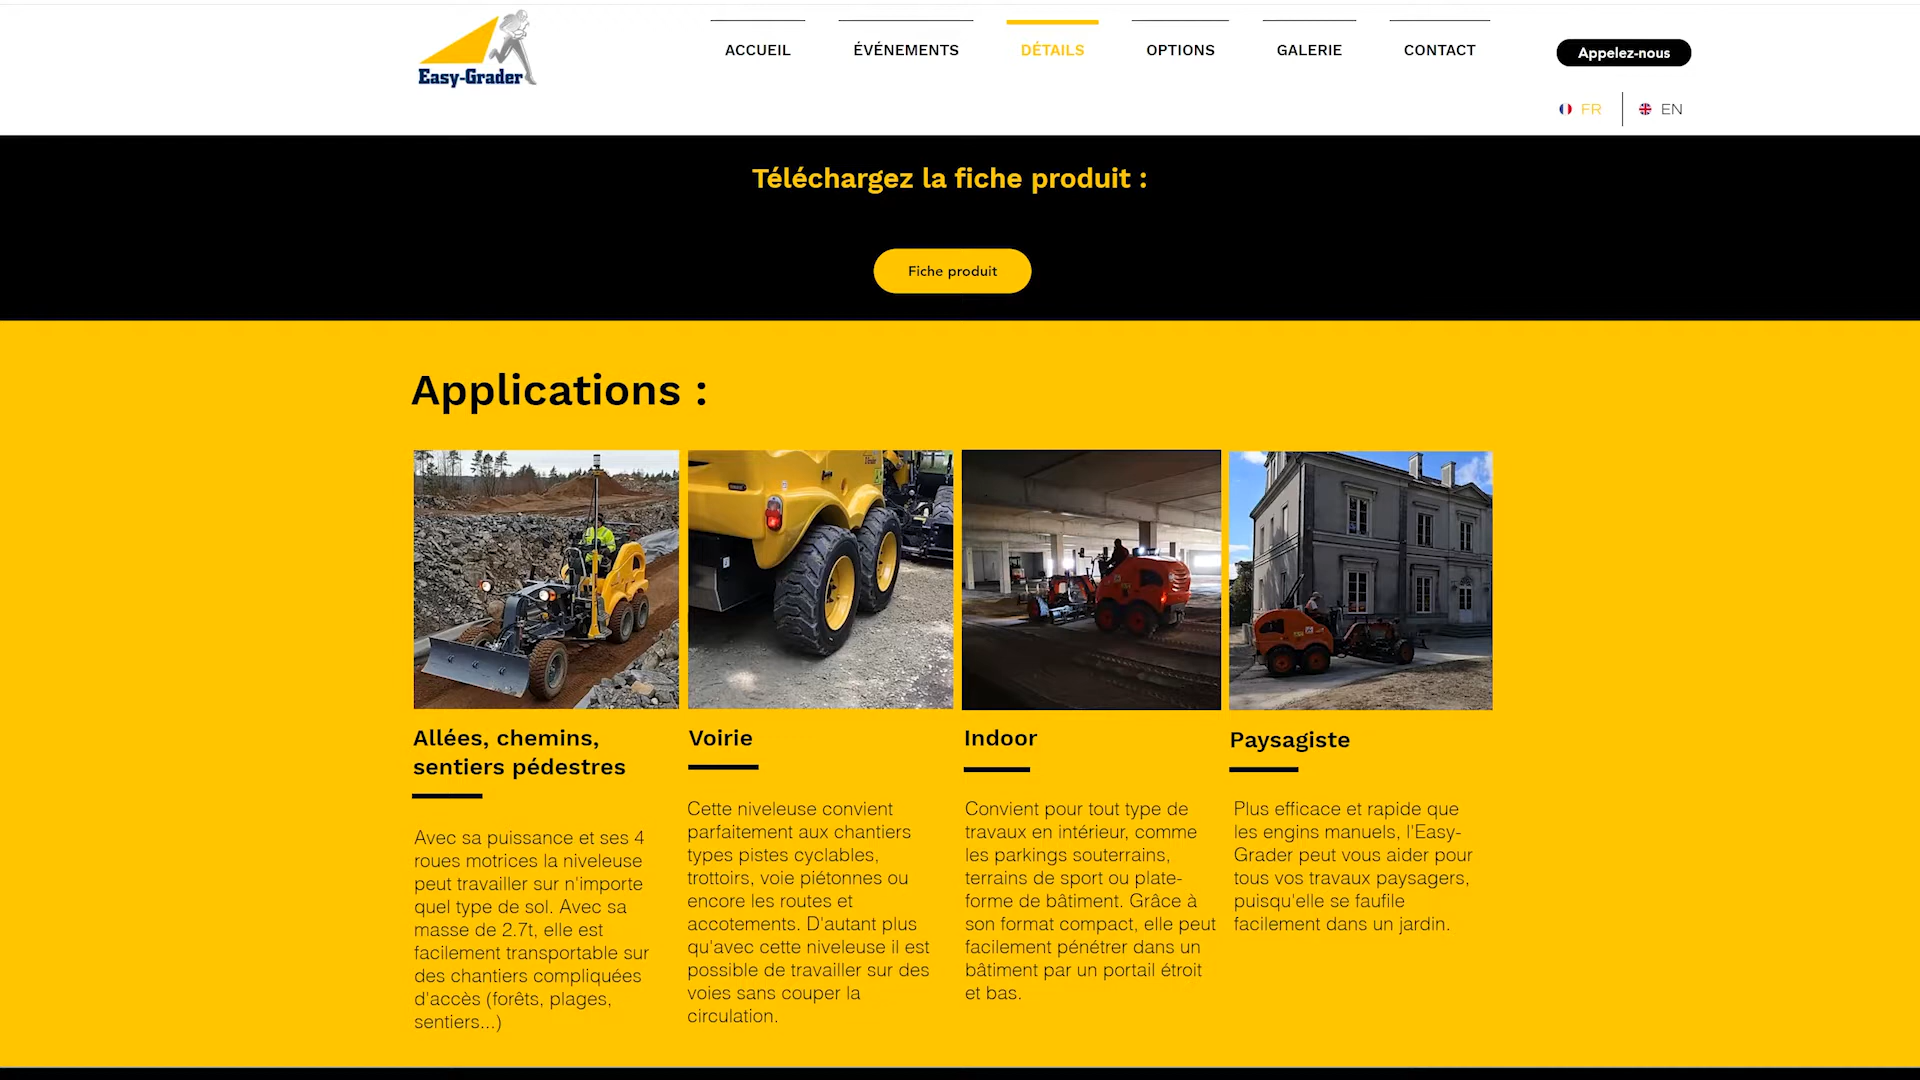 Easy-Grader
ACCUEIL
ÉVÉNEMENTS
DÉTAILS
OPTIONS
GALERIE
CONTACT
Appelez-nous
FR
EN
Téléchargez la fiche produit :
Fiche produit
Applications :
Allées, chemins,
sentiers pédestres
Avec sa puissance et ses 4
roues motrices la niveleuse
peut travailler sur n'importe
quel type de sol. Avec sa
masse de 2.7t, elle est
facilement transportable sur
des chantiers compliquées
d'accès (forêts, plages,
sentiers...)
Voirie
Cette niveleuse convient
parfaitement aux chantiers
types pistes cyclables,
trottoirs, voie piétonnes ou
encore les routes et
accotements. D'autant plus
qu'avec cette niveleuse il est
possible de travailler sur des
voies sans couper la
circulation.
Indoor
Convient pour tout type de
travaux en intérieur, comme
les parkings souterrains,
terrains de sport ou plate-
forme de bâtiment. Grâce à
son format compact, elle peut
facilement pénétrer dans un
bâtiment par un portail étroit
et bas.
Paysagiste
Plus efficace et rapide que
les engins manuels, l'Easy-
Grader peut vous aider pour
tous vos travaux paysagers,
puisqu'elle se faufile
facilement dans un jardin.